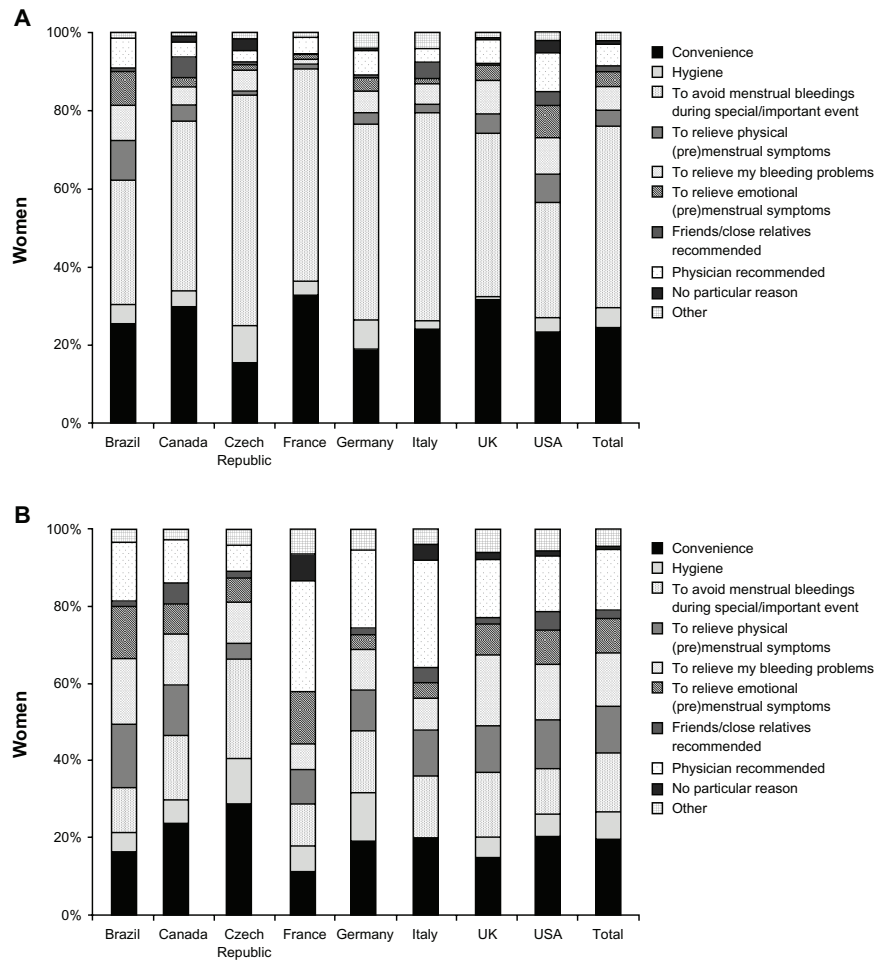 A
100%
80%
60%
40%
20%
0%
Women
Brazil
Canada
Czech
Republic
France
Germany
Italy
UK
USA
Total
Convenience
Hygiene
To avoid menstrual bleedings
during special/important event
To relieve physical
(pre)menstrual symptoms
To relieve my bleeding problems
To relieve emotional
(pre)menstrual symptoms
Friends/close relatives
recommended
Physician recommended
No particular reason
Other
B
100%
80%
60%
40%
20%
0%
Women
Brazil
Canada
Czech
Republic
France
Germany
Italy
UK
USA
Total
Convenience
Hygiene
To avoid menstrual bleedings
during special/important event
To relieve physical
(pre)menstrual symptoms
To relieve my bleeding problems
To relieve emotional
(pre)menstrual symptoms
Friends/close relatives
recommended
Physician recommended
No particular reason
Other